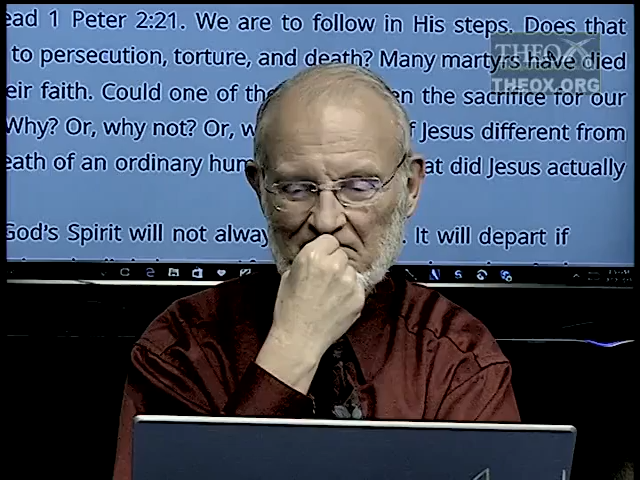 ead 1 Peter 2:21. We are to follow in His steps. Does that
to persecution, torture, and death? Many martyrs have died
eir faith. Could one of the en the sacrifice for our
Why? Or, why not? Or, w f Jesus different from
eath of an ordinary hum at did Jesus actually
God's Spirit will not alway . It will depart if
THEOX
THEOX.ORG